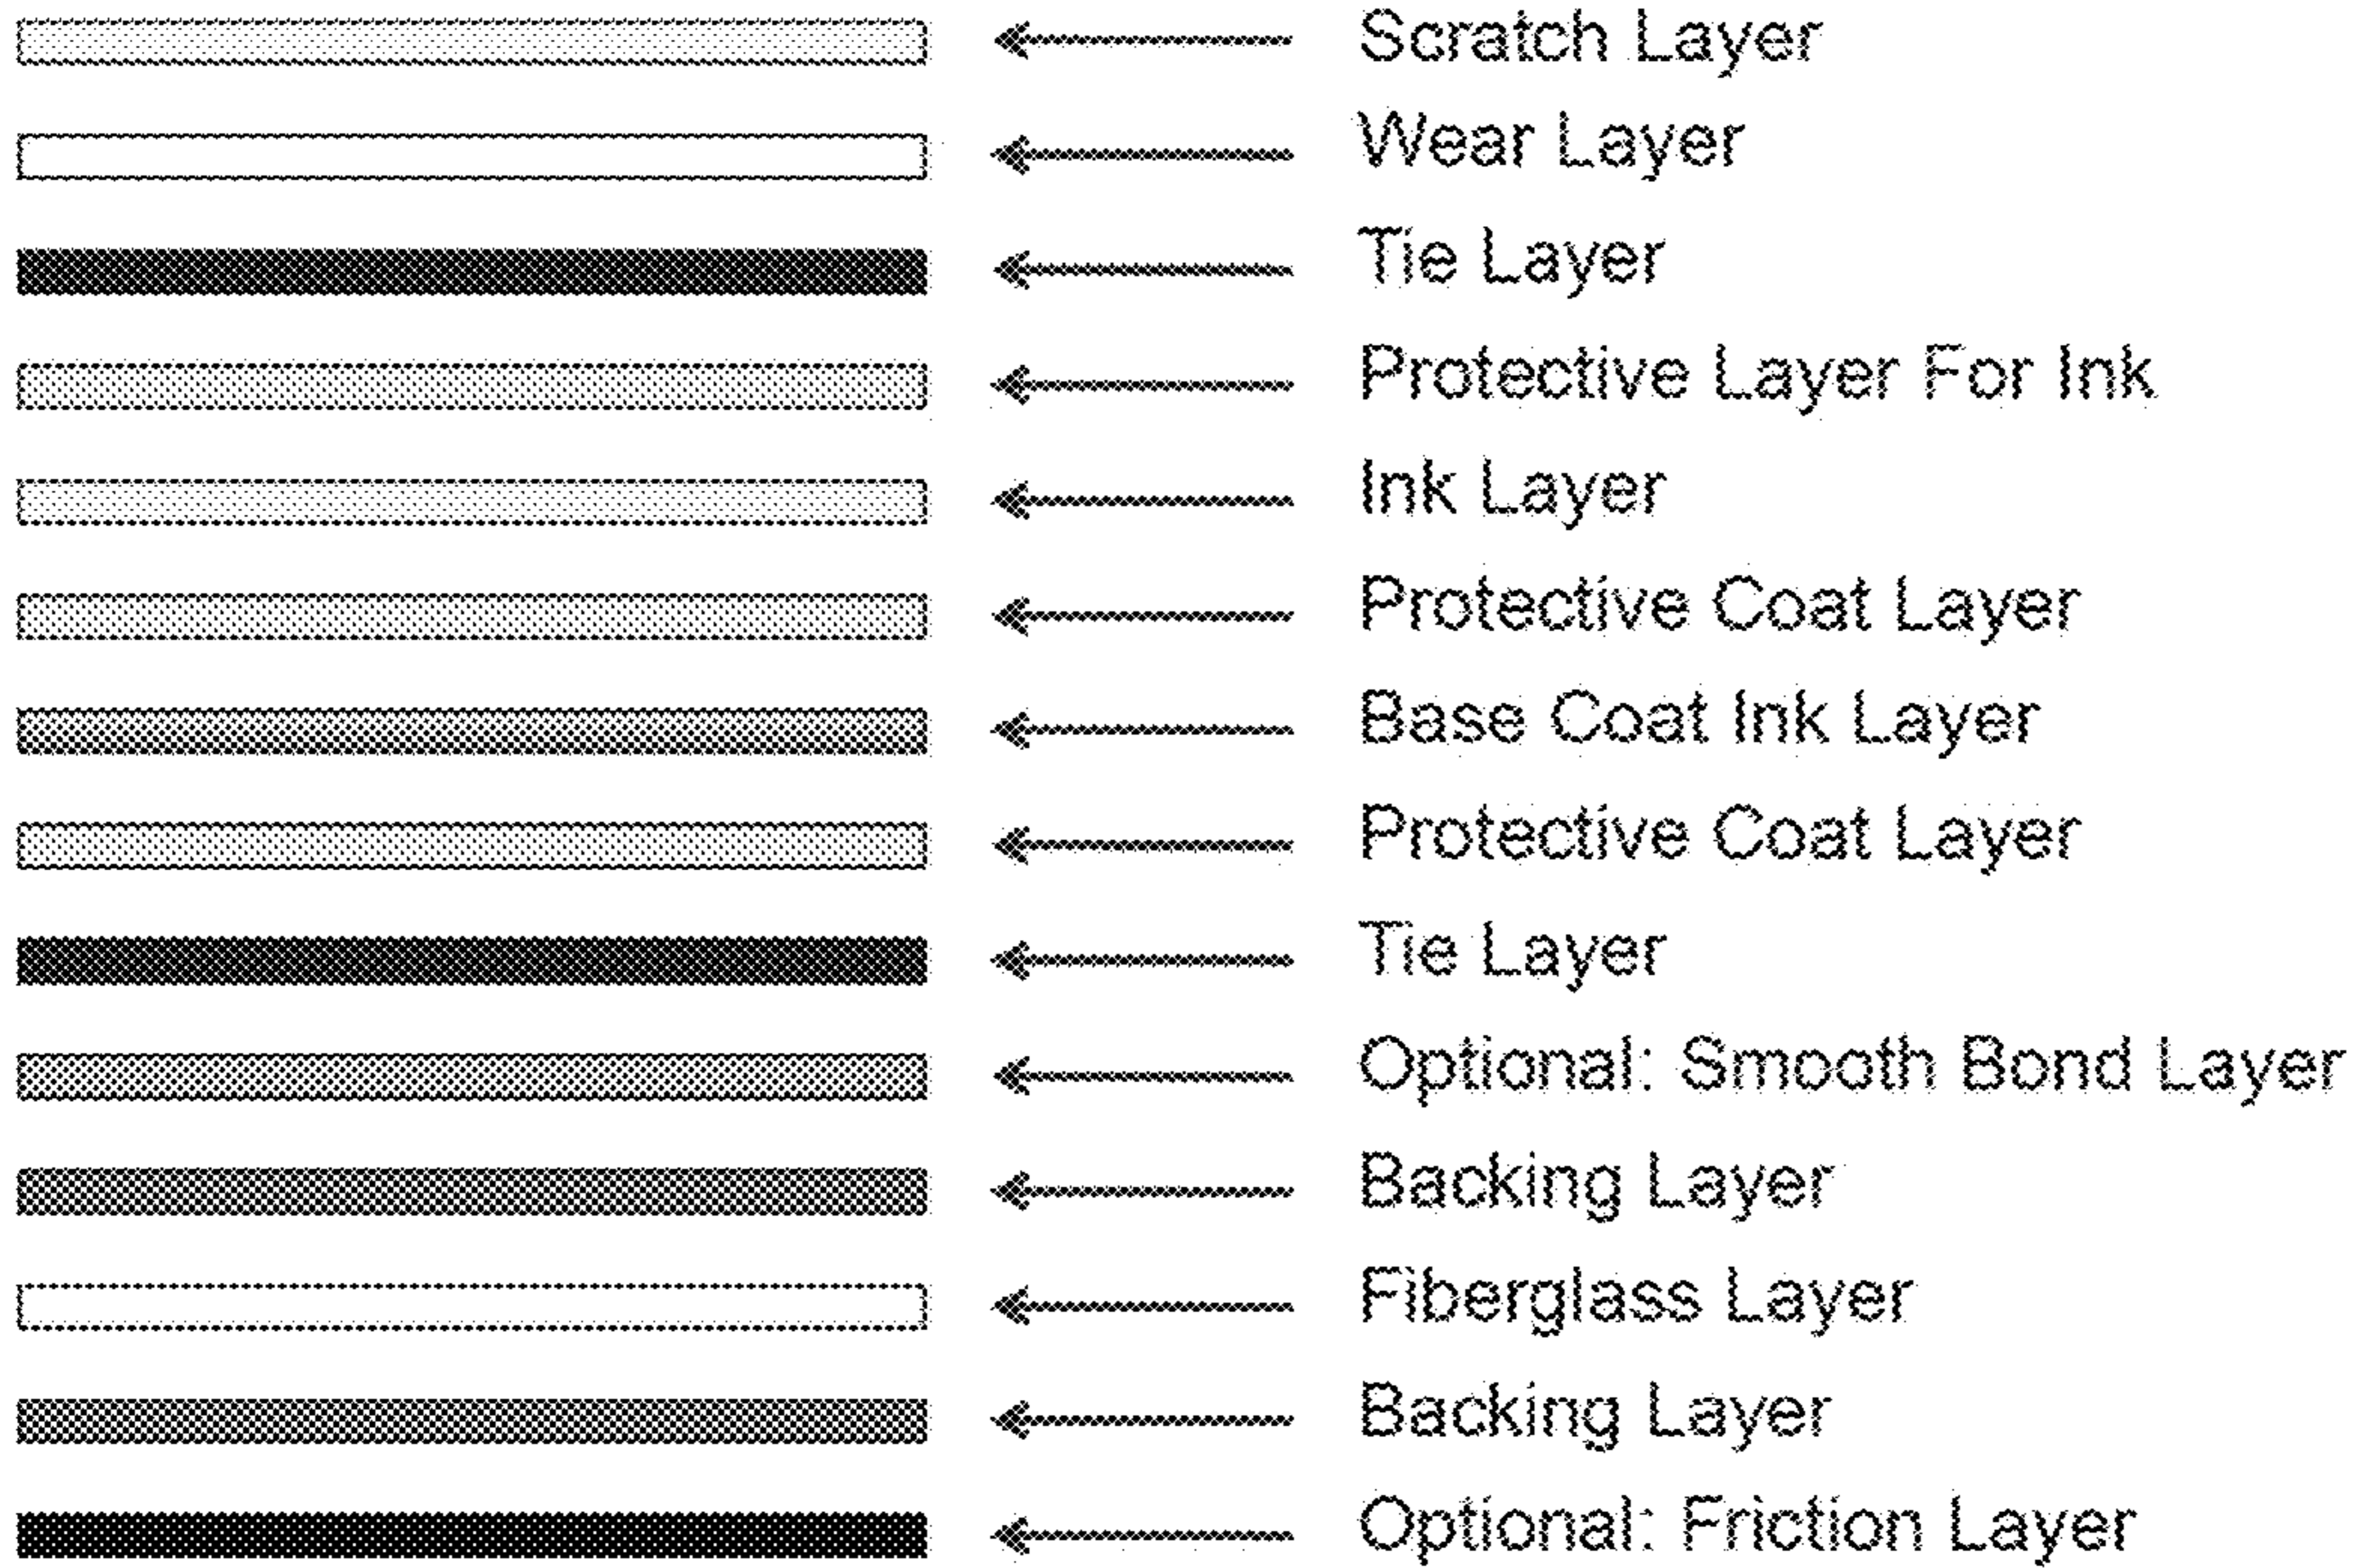 Scratch Layer
Wear Layer
Tie Layer
Protective Layer For Ink
Ink Layer
Protective Coat Layer
Base Coat Ink Layer
Protective Coat Layer
Tie Layer
Optional: Smooth Bond Layer
Backing Layer
Fiberglass Layer
Backing Layer
Optional: Friction Layer